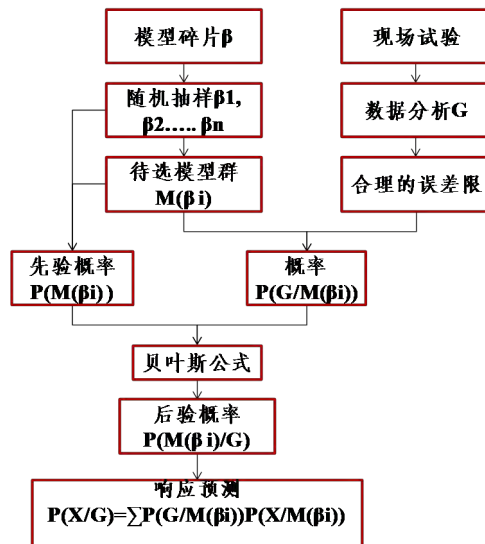 模型碎片β
现场试验
随机抽样β1,
β2….. βn
数据分析G
待选模型群
M(β i)
合理的误差限
先验概率
P(M(βi) )
概率
P(G/M(βi))
贝叶斯公式
后验概率
P(M(β i)/G)
响应预测
P(X/G)=∑P(G/M(βi))P(X/M(βi))